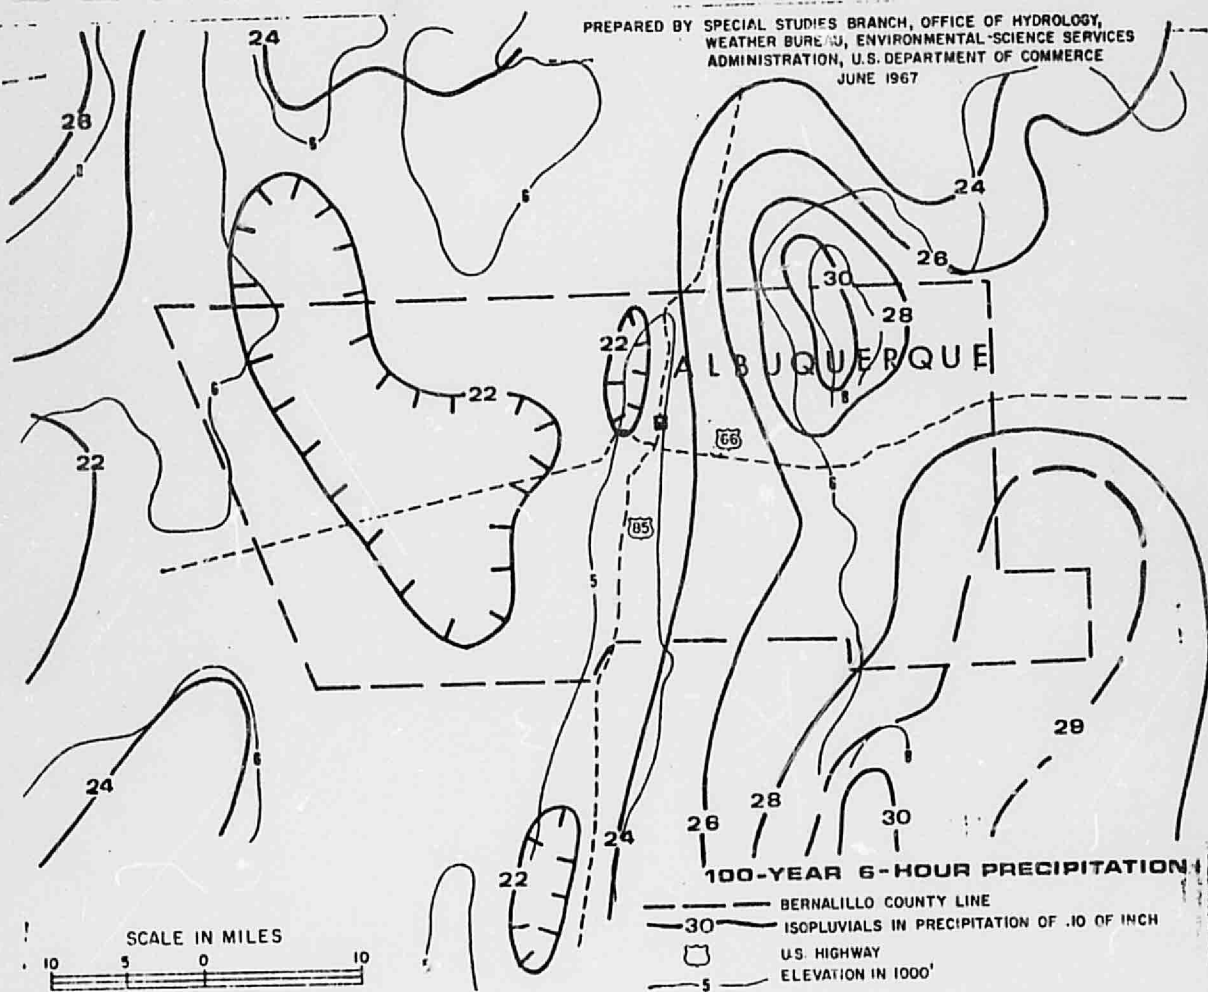 PREPARED BY SPECIAL STUDIES BRANCH, OFFICE OF HYDROLOGY,
WEATHER BUREAU, ENVIRONMENTAL-SCIENCE SERVICES
ADMINISTRATION, U.S. DEPARTMENT OF COMMERCE
JUNE 1967
24
28
8
6
6
24
26
30
28
22
ALBUQUERQUE
6
22
8
66
22
6
85
5
29
6
24
28
8
30
26
24
22
100-YEAR 6-HOUR PRECIPITATION
BERNALILLO COUNTY LINE
30 ISOPLUVIALS IN PRECIPITATION OF .10 OF INCH
U.S. HIGHWAY
5 ELEVATION IN 1000'
SCALE IN MILES
10 5 0 10